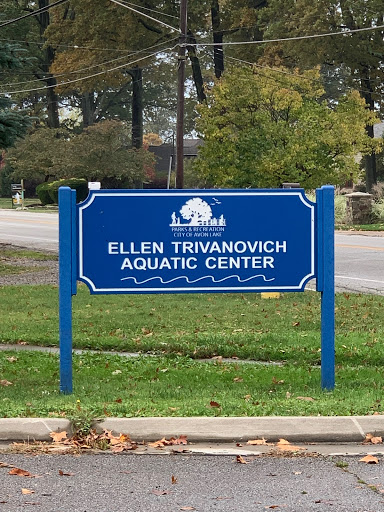 PARKS & RECREATION
CITY OF AVON LAKE
ELLEN TRIVANOVICH
AQUATIC CENTER